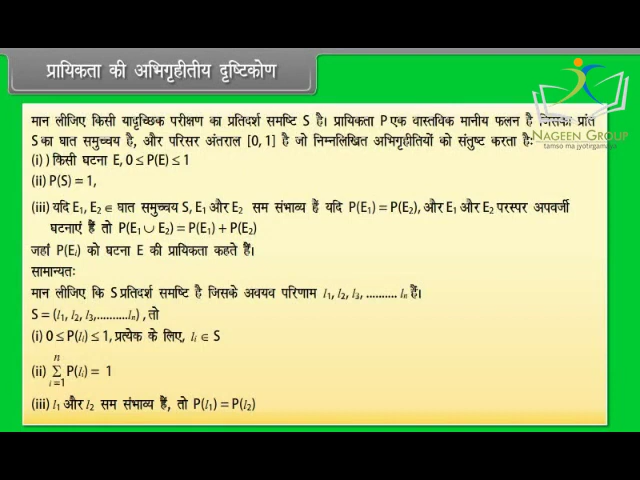 प्रायिकता की अभिगृहीतीय दृष्टिकोण
NAGEEN GROUP
tamso ma jyotegamaya
मान लीजिए किसी यादृच्छिक परीक्षण का प्रतिदर्श समष्टि S है। प्रायिकता P एक वास्तविक मानीय फलन है जिसका प्रांत
S का घात समुच्चय है, और परिसर अंतराल [0, 1] है जो निम्नलिखित अभिगृहीतियों को संतुष्ट करता है:
(i) ) किसी घटना E, 0 ≤ P(E) ≤ 1
(ii) P(S) = 1,
(iii) यदि E₁, E₂ ∈ घात समुच्चय S, E₁ और E₂ सम संभाव्य हैं यदि P(E₁) = P(E₂), और E₁ और E₂ परस्पर अपवर्जी
घटनाएं हैं तो P(E₁ ∪ E₂) = P(E₁) + P(E₂)
जहां P(Eᵢ) को घटना E की प्रायिकता कहते हैं।
सामान्यतः
मान लीजिए कि S प्रतिदर्श समष्टि है जिसके अवयव परिणाम l₁, l₂, l₃, .......... lₙ हैं।
S = (l₁, l₂, l₃,..........lₙ) , तो
(i) 0 ≤ P(lᵢ) ≤ 1, प्रत्येक के लिए, lᵢ ∈ S
(ii) n∑i=1 P(lᵢ) = 1
(iii) l₁ और l₂ सम संभाव्य हैं, तो P(l₁) = P(l₂)